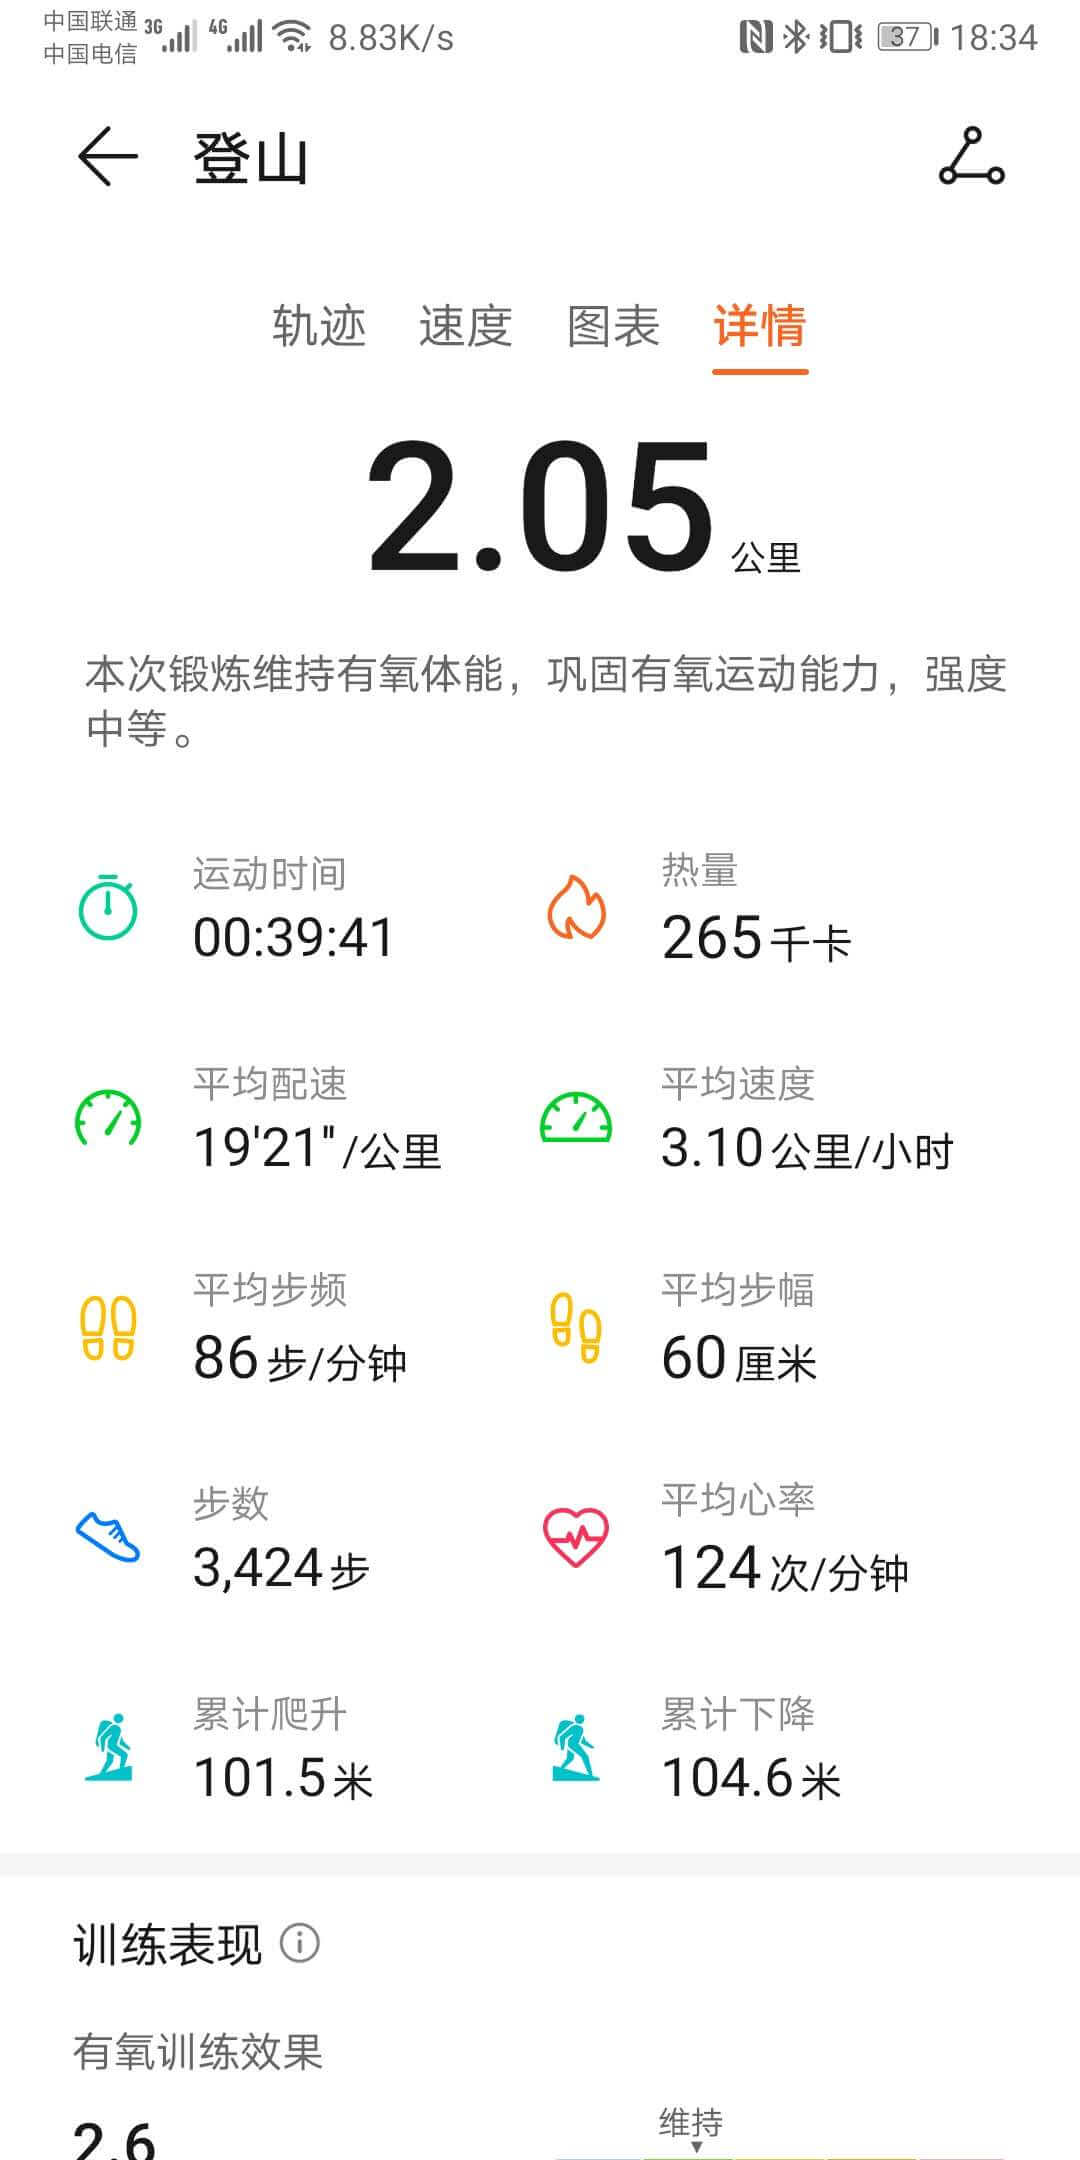 中国联通 3G 4G 8.83K/s 37 18:34
中国电信
登山
轨迹 速度 图表 详情
2.05 公里
本次锻炼维持有氧体能，巩固有氧运动能力，强度
中等。
运动时间 热量
00:39:41 265千卡
平均配速 平均速度
19'21"/公里 3.10公里/小时
平均步频 平均步幅
86步/分钟 60厘米
步数 平均心率
3,424步 124次/分钟
累计爬升 累计下降
101.5米 104.6米
训练表现
有氧训练效果
维持
2.6